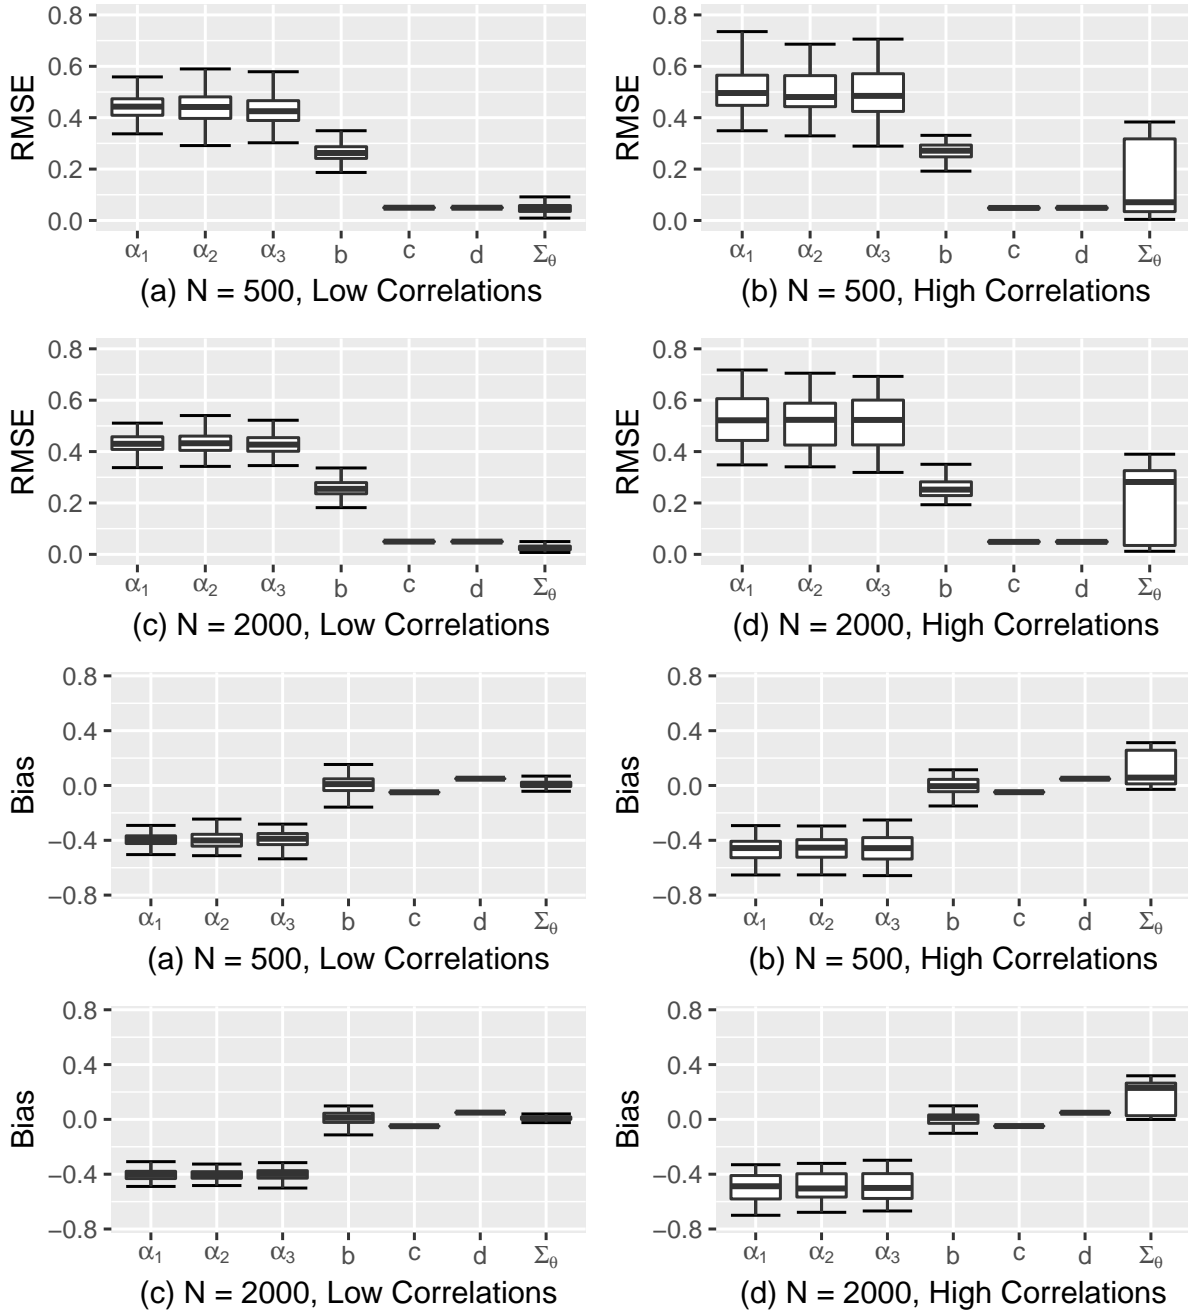 0.8
0.6
0.4
0.2
0.0
RMSE
α1 α2 α3 b c d Σθ
(a) N = 500, Low Correlations
0.8
0.6
0.4
0.2
0.0
RMSE
α1 α2 α3 b c d Σθ
(b) N = 500, High Correlations
0.8
0.6
0.4
0.2
0.0
RMSE
α1 α2 α3 b c d Σθ
(c) N = 2000, Low Correlations
0.8
0.6
0.4
0.2
0.0
RMSE
α1 α2 α3 b c d Σθ
(d) N = 2000, High Correlations
0.8
0.4
0.0
−0.4
−0.8
Bias
α1 α2 α3 b c d Σθ
(a) N = 500, Low Correlations
0.8
0.4
0.0
−0.4
−0.8
Bias
α1 α2 α3 b c d Σθ
(b) N = 500, High Correlations
0.8
0.4
0.0
−0.4
−0.8
Bias
α1 α2 α3 b c d Σθ
(c) N = 2000, Low Correlations
0.8
0.4
0.0
−0.4
−0.8
Bias
α1 α2 α3 b c d Σθ
(d) N = 2000, High Correlations